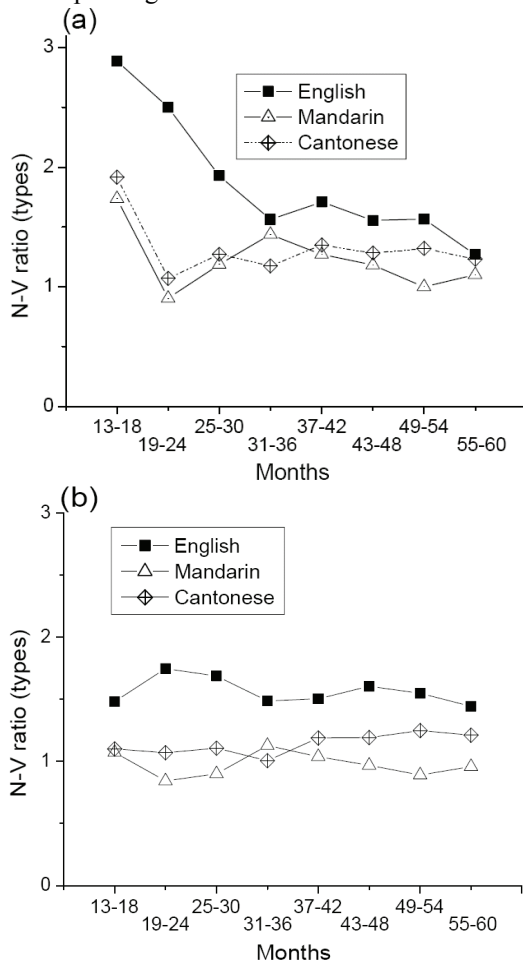 (a)
3
2
1
0
N-V ratio (types)
English
Mandarin
Cantonese
13-18 25-30 37-42 49-54
19-24 31-36 43-48 55-60
Months
(b)
3
2
1
0
N-V ratio (types)
English
Mandarin
Cantonese
13-18 25-30 37-42 49-54
19-24 31-36 43-48 55-60
Months